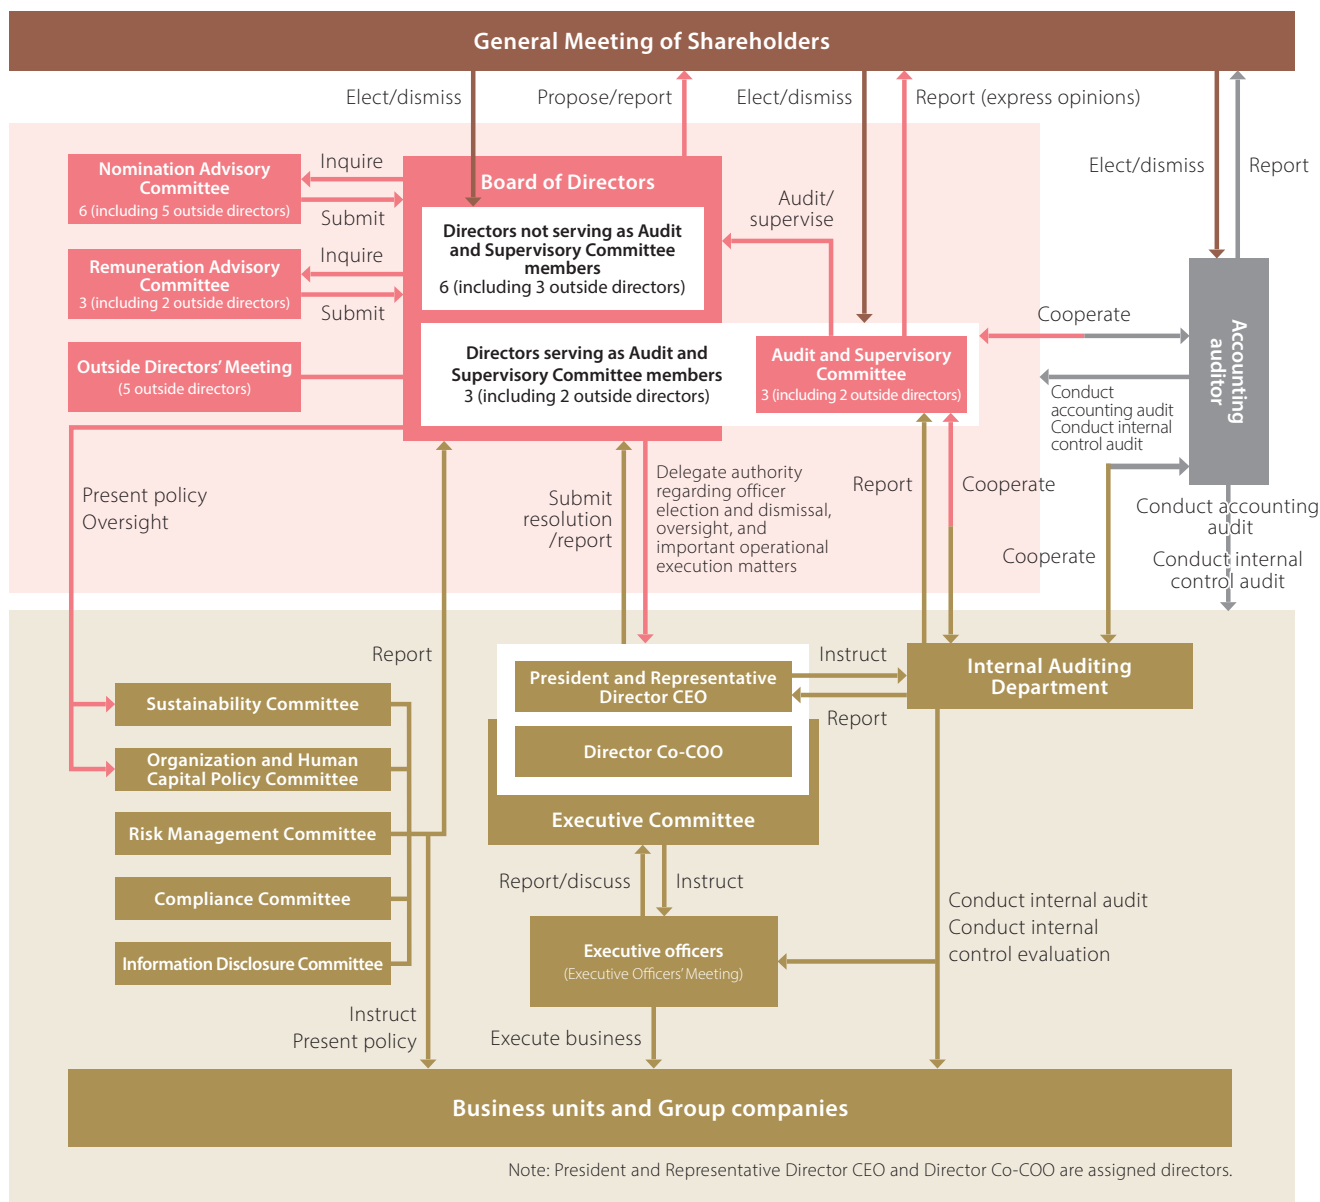 General Meeting of Shareholders
Elect/dismiss
Propose/report
Elect/dismiss
Report (express opinions)
Elect/dismiss
Report
Nomination Advisory
Committee
6 (including 5 outside directors)
Inquire
Submit
Remuneration Advisory
Committee
3 (including 2 outside directors)
Inquire
Submit
Outside Directors' Meeting
(5 outside directors)
Board of Directors
Directors not serving as Audit
and Supervisory Committee
members
6 (including 3 outside directors)
Directors serving as Audit and
Supervisory Committee members
3 (including 2 outside directors)
Audit/
supervise
Audit and Supervisory
Committee
3 (including 2 outside directors)
Cooperate
Accounting
auditor
Conduct
accounting audit
Conduct internal
control audit
Present policy
Oversight
Submit
resolution
/report
Delegate authority
regarding officer
election and dismissal,
oversight, and
important operational
execution matters
Report
Cooperate
Cooperate
Conduct accounting
audit
Conduct internal
control audit
Report
Sustainability Committee
Organization and Human
Capital Policy Committee
Risk Management Committee
Compliance Committee
Information Disclosure Committee
President and Representative
Director CEO
Director Co-COO
Executive Committee
Instruct
Report
Internal Auditing
Department
Report/discuss
Instruct
Executive officers
(Executive Officers' Meeting)
Conduct internal audit
Conduct internal
control evaluation
Instruct
Present policy
Execute business
Business units and Group companies
Note: President and Representative Director CEO and Director Co-COO are assigned directors.